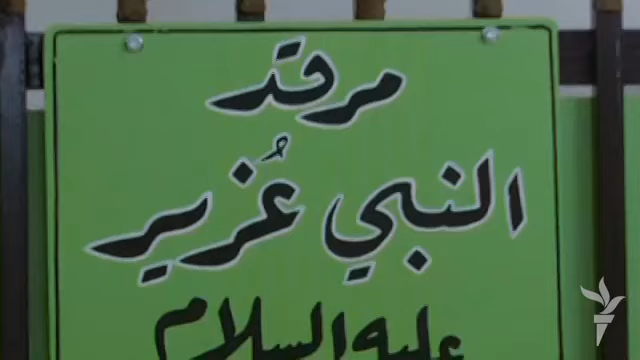 مرقد
النبي عُزير
عليه السلام